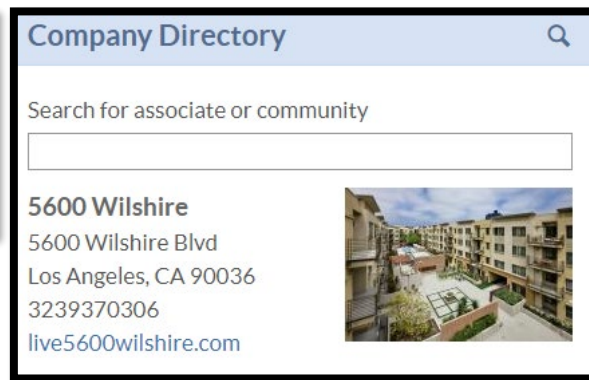 Company Directory
Search for associate or community
5600 Wilshire
5600 Wilshire Blvd
Los Angeles, CA 90036
3239370306
live5600wilshire.com